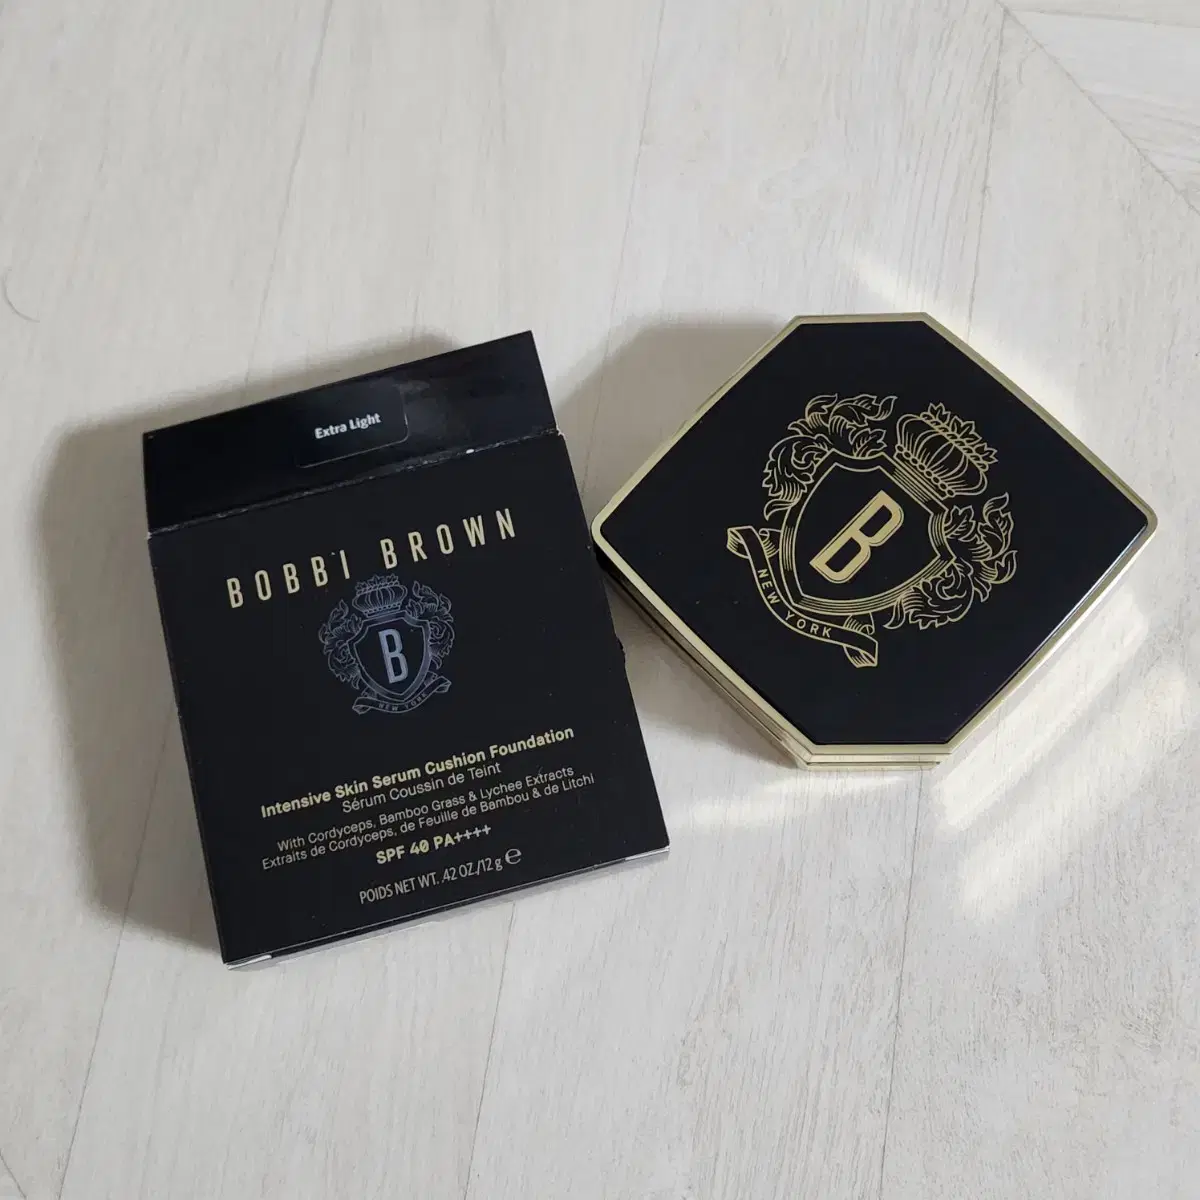 Extra Light
BOBBI BROWN
B
NEW YORK
Intensive Skin Serum Cushion Foundation
Sérum Coussin de Teint
With Cordyceps, Bamboo Grass & Lychee Extracts
Extraits de Cordyceps, de Feuille de Bambou & de Litchi
SPF 40 PA++++
POIDS NET WT. .42 OZ./12 g ℮
B
NEW YORK